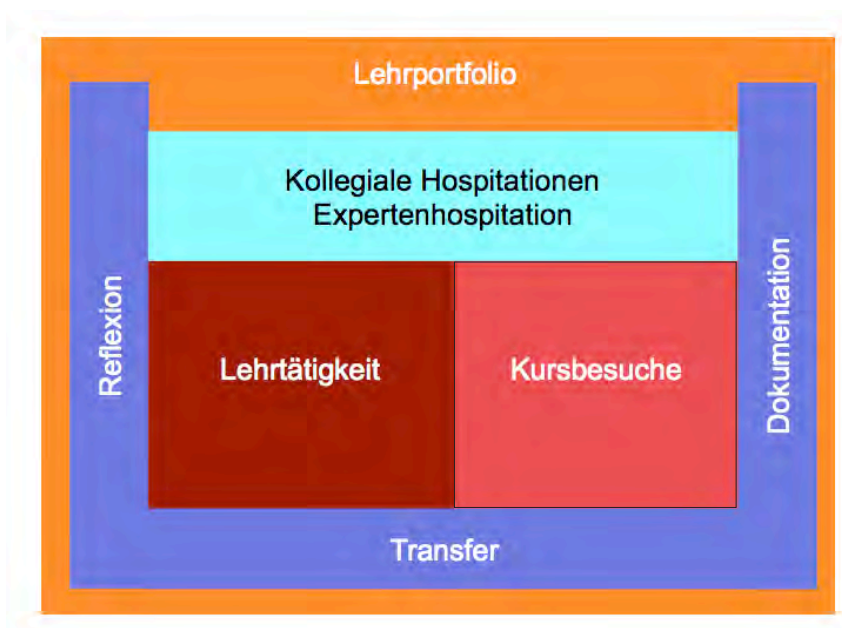 Lehrportfolio
Kollegiale Hospitationen
Expertenhospitation
Reflexion
Lehrtätigkeit
Kursbesuche
Dokumentation
Transfer